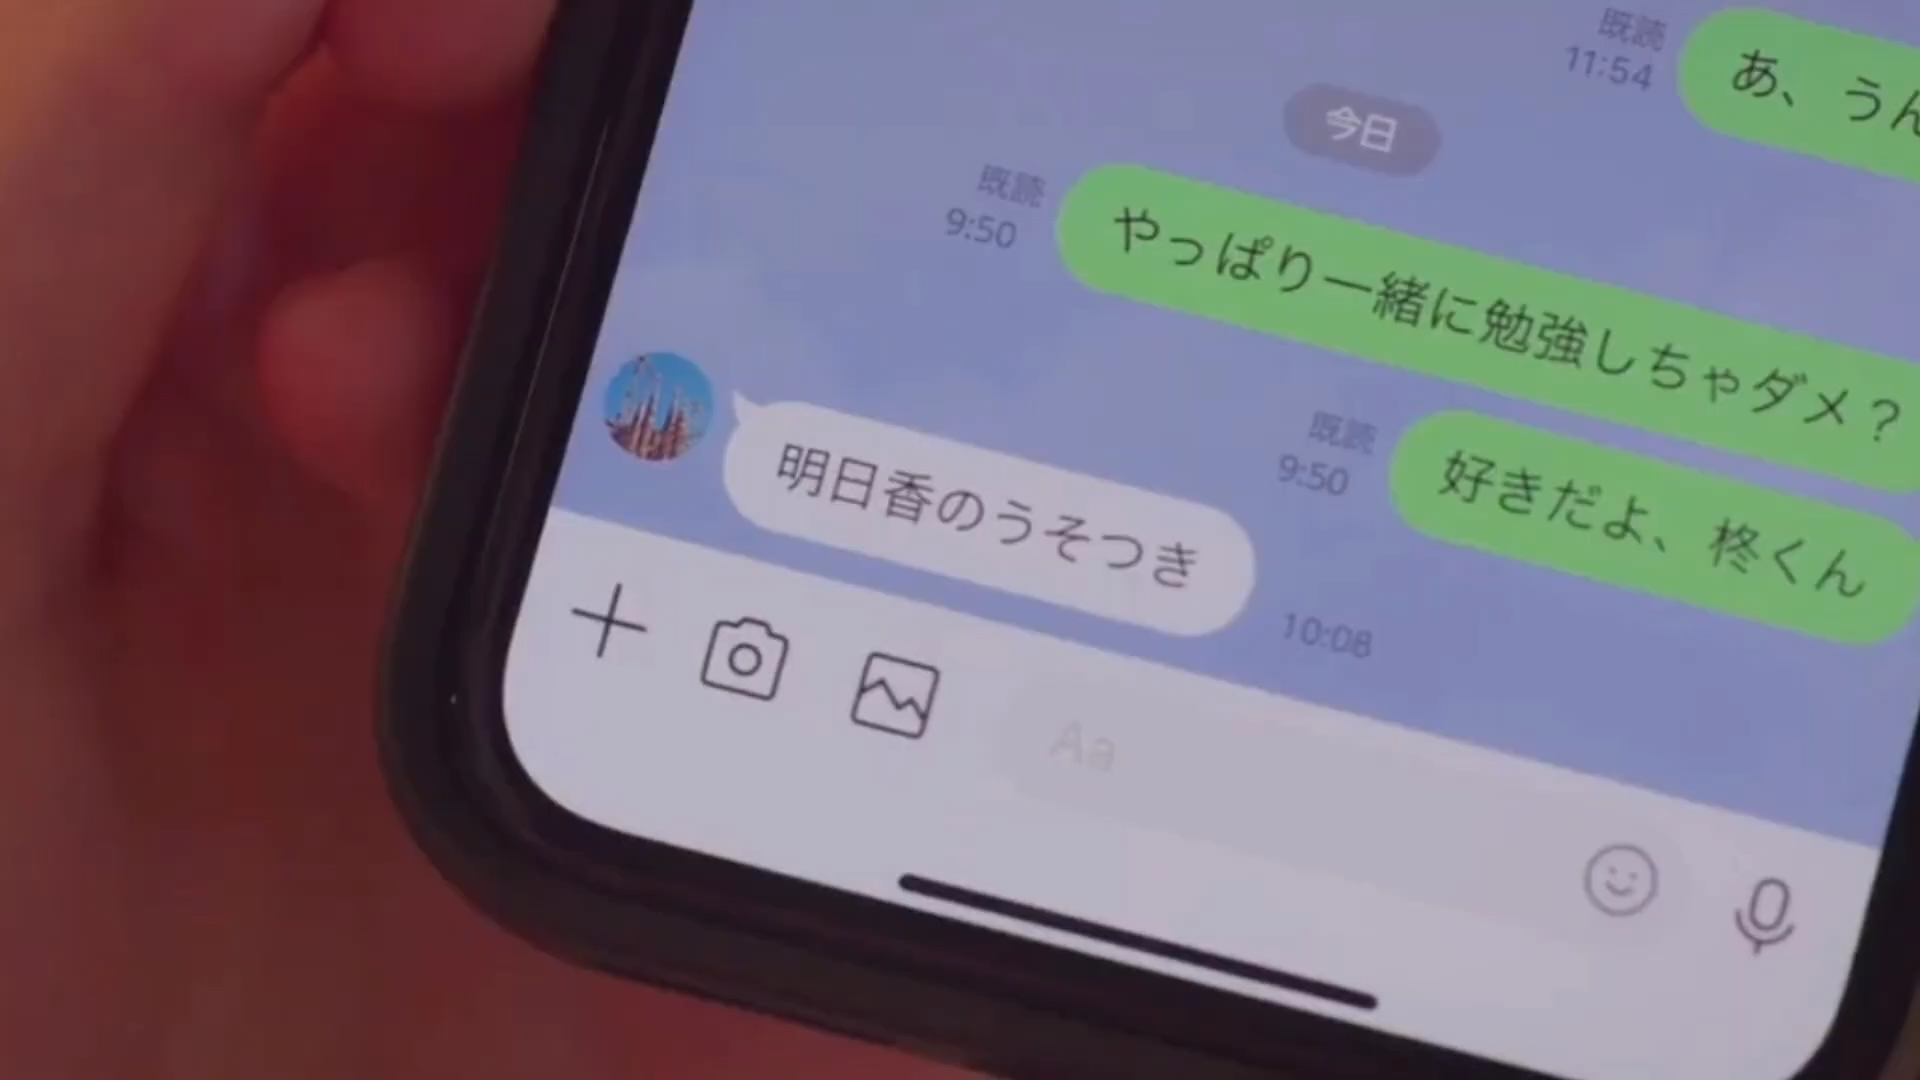 既読
11:54
あ、うん
今日
既読
9:50
やっぱり一緒に勉強しちゃダメ？
既読
9:50
好きだよ、柊くん
明日香のうそつき
10:08
Aa